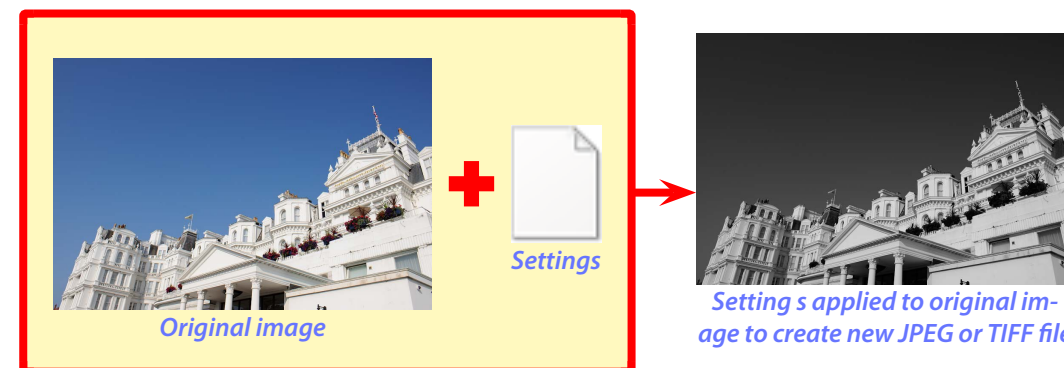 Original image
Settings
Setting s applied to original im-
age to create new JPEG or TIFF file